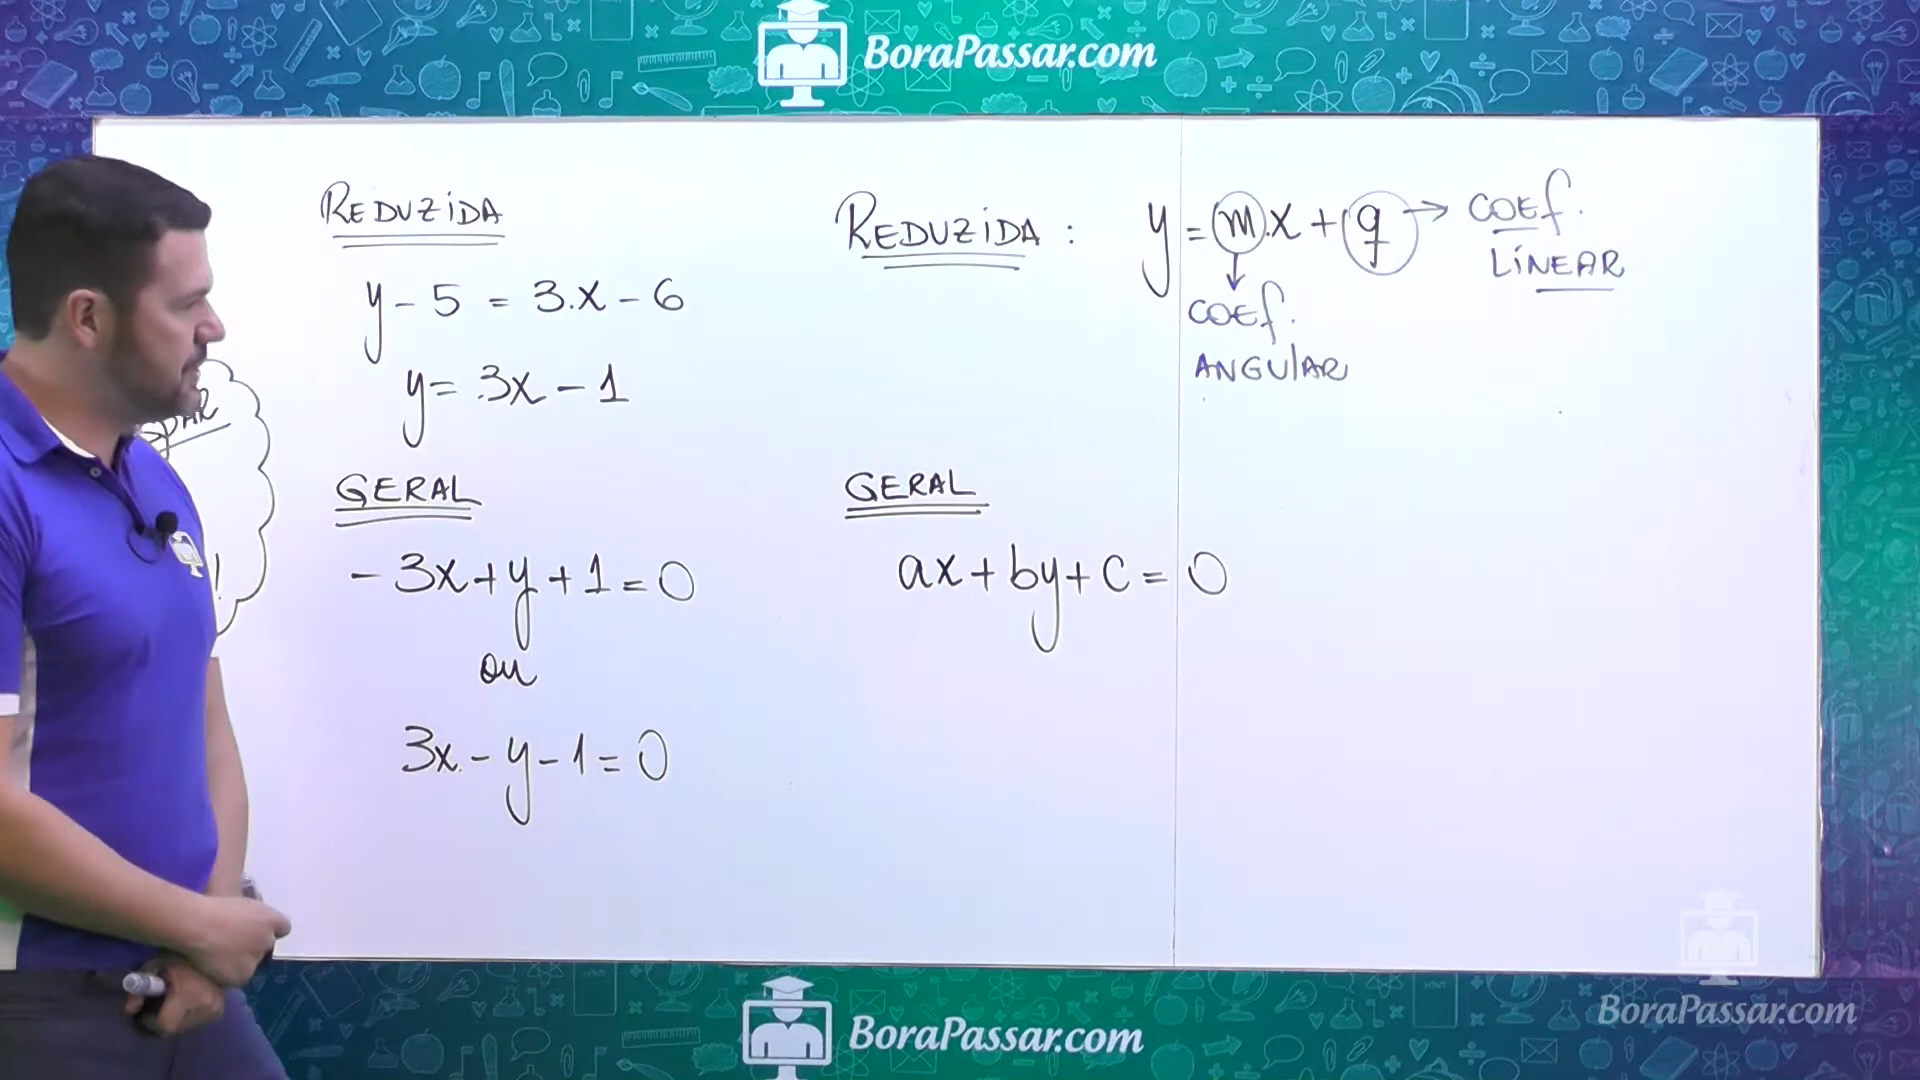 BoraPassar.com
REDUZIDA
y - 5 = 3.x - 6
y = 3x - 1
GERAL
- 3x + y + 1 = 0
ou
3x - y - 1 = 0
REDUZIDA : y = m.x + q → COEF.
LINEAR
↓
COEF.
ANGULAR
GERAL
ax + by + c = 0
!
BoraPassar.com
BoraPassar.com